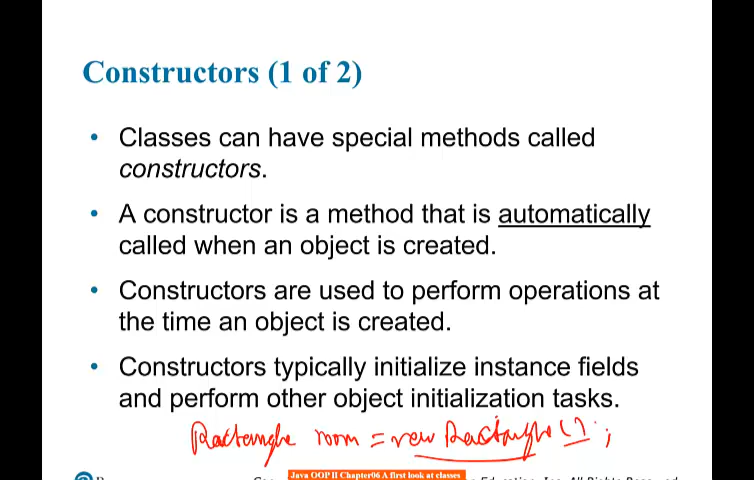 Constructors (1 of 2)
• Classes can have special methods called
constructors.
• A constructor is a method that is automatically
called when an object is created.
• Constructors are used to perform operations at
the time an object is created.
• Constructors typically initialize instance fields
and perform other object initialization tasks.
Rectangle room = new Rectangle ( ) ;
Java OOP II Chapter06 A first look at classes